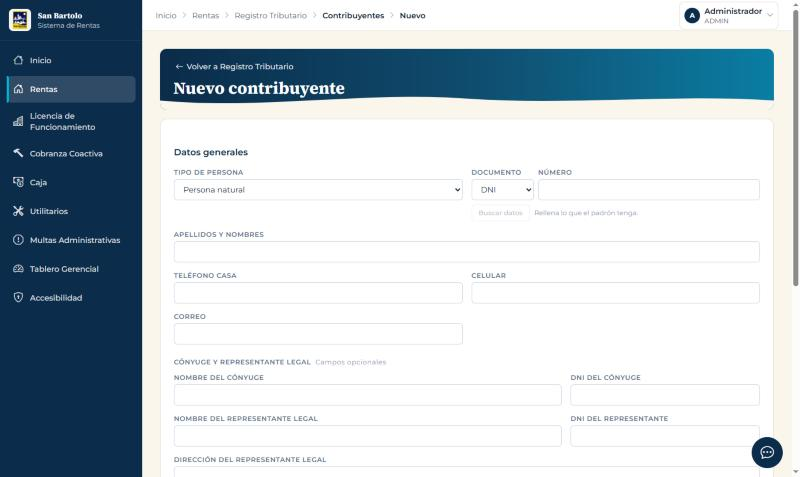 San Bartolo
Sistema de Rentas
Inicio
Rentas
Licencia de
Funcionamiento
Cobranza Coactiva
Caja
Utilitarios
Multas Administrativas
Tablero Gerencial
Accesibilidad
Inicio > Rentas > Registro Tributario > Contribuyentes > Nuevo
A
Administrador
ADMIN
← Volver a Registro Tributario
Nuevo contribuyente
Datos generales
TIPO DE PERSONA DOCUMENTO NÚMERO
Persona natural DNI
Buscar datos Rellena lo que el padrón tenga.
APELLIDOS Y NOMBRES
TELÉFONO CASA CELULAR
CORREO
CÓNYUGE Y REPRESENTANTE LEGAL Campos opcionales
NOMBRE DEL CÓNYUGE DNI DEL CÓNYUGE
NOMBRE DEL REPRESENTANTE LEGAL DNI DEL REPRESENTANTE
DIRECCIÓN DEL REPRESENTANTE LEGAL